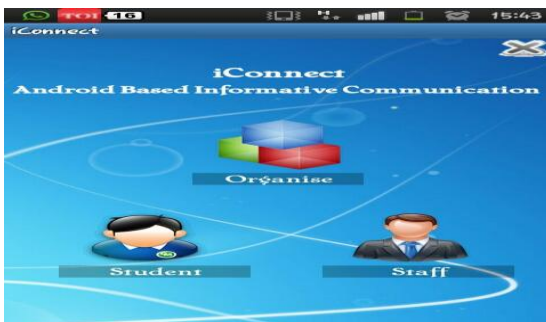 TOI 16 15:43
iConnect
iConnect
Android Based Informative Communication
Organise
Student Staff